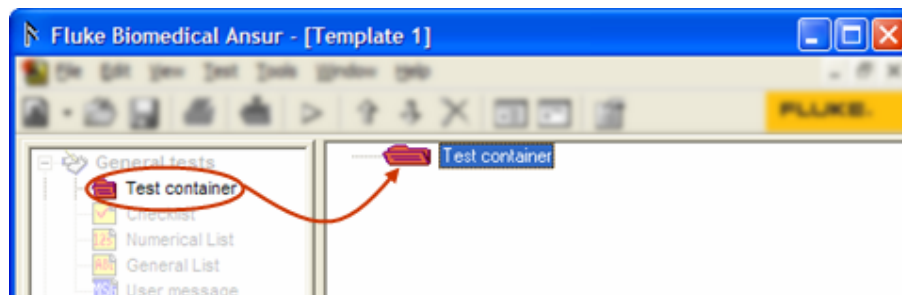 Fluke Biomedical Ansur - [Template 1]
File Edit View Test Tools Window Help
FLUKE.
General tests
Test container
Test container
Checklist
Numerical List
General List
User message